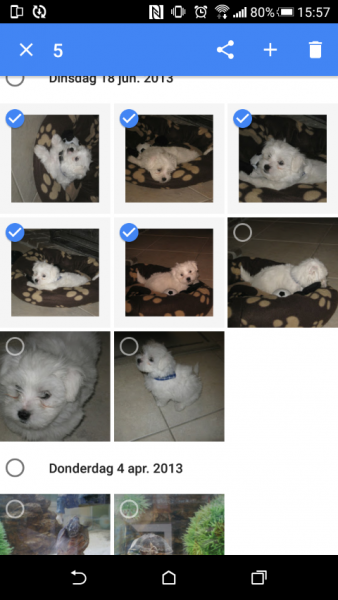 80% 15:57
5
Dinsdag 18 jun. 2013
Donderdag 4 apr. 2013